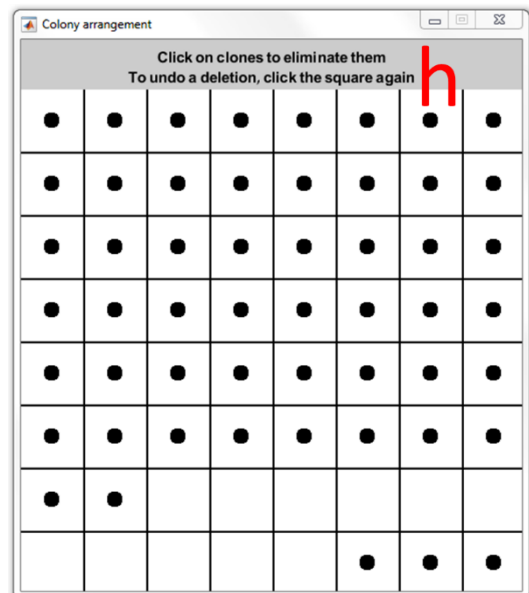 Colony arrangement
Click on clones to eliminate them
To undo a deletion, click the square again
h